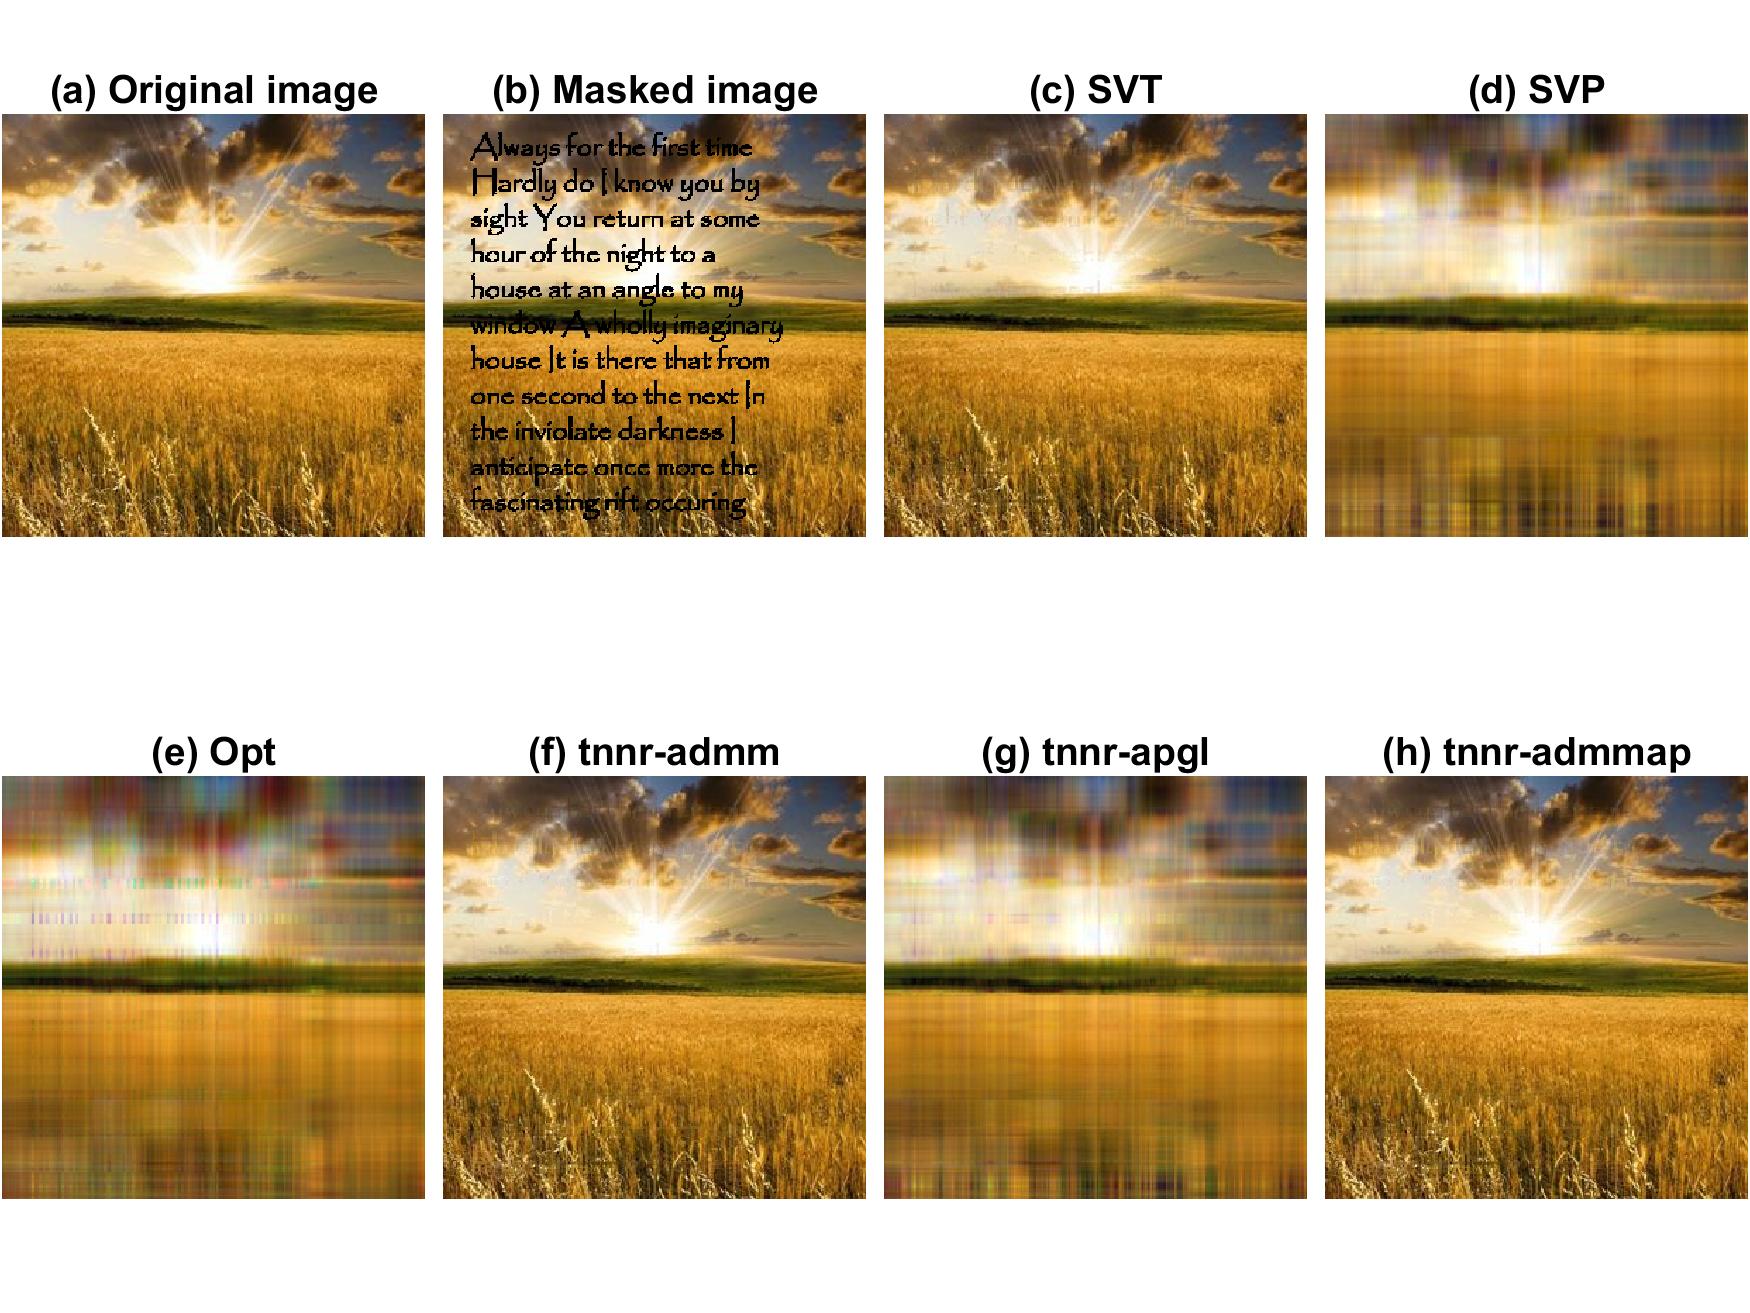 (a) Original image
(b) Masked image
Always for the first time
Hardly do I know you by
sight You return at some
hour of the night to a
house at an angle to my
window A wholly imaginary
house It is there that from
one second to the next In
the inviolate darkness I
anticipate once more the
fascinating rift occuring
(c) SVT
(d) SVP
(e) Opt
(f) tnnr-admm
(g) tnnr-apgl
(h) tnnr-admmap